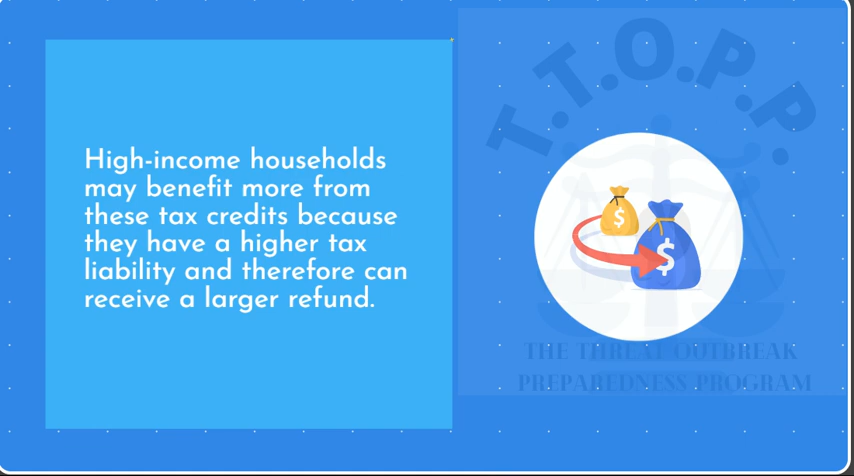 High-income households
may benefit more from
these tax credits because
they have a higher tax
liability and therefore can
receive a larger refund.
T.T.O.P.P.
$
$
THE THREAT OUTBREAK
PREPAREDNESS PROGRAM